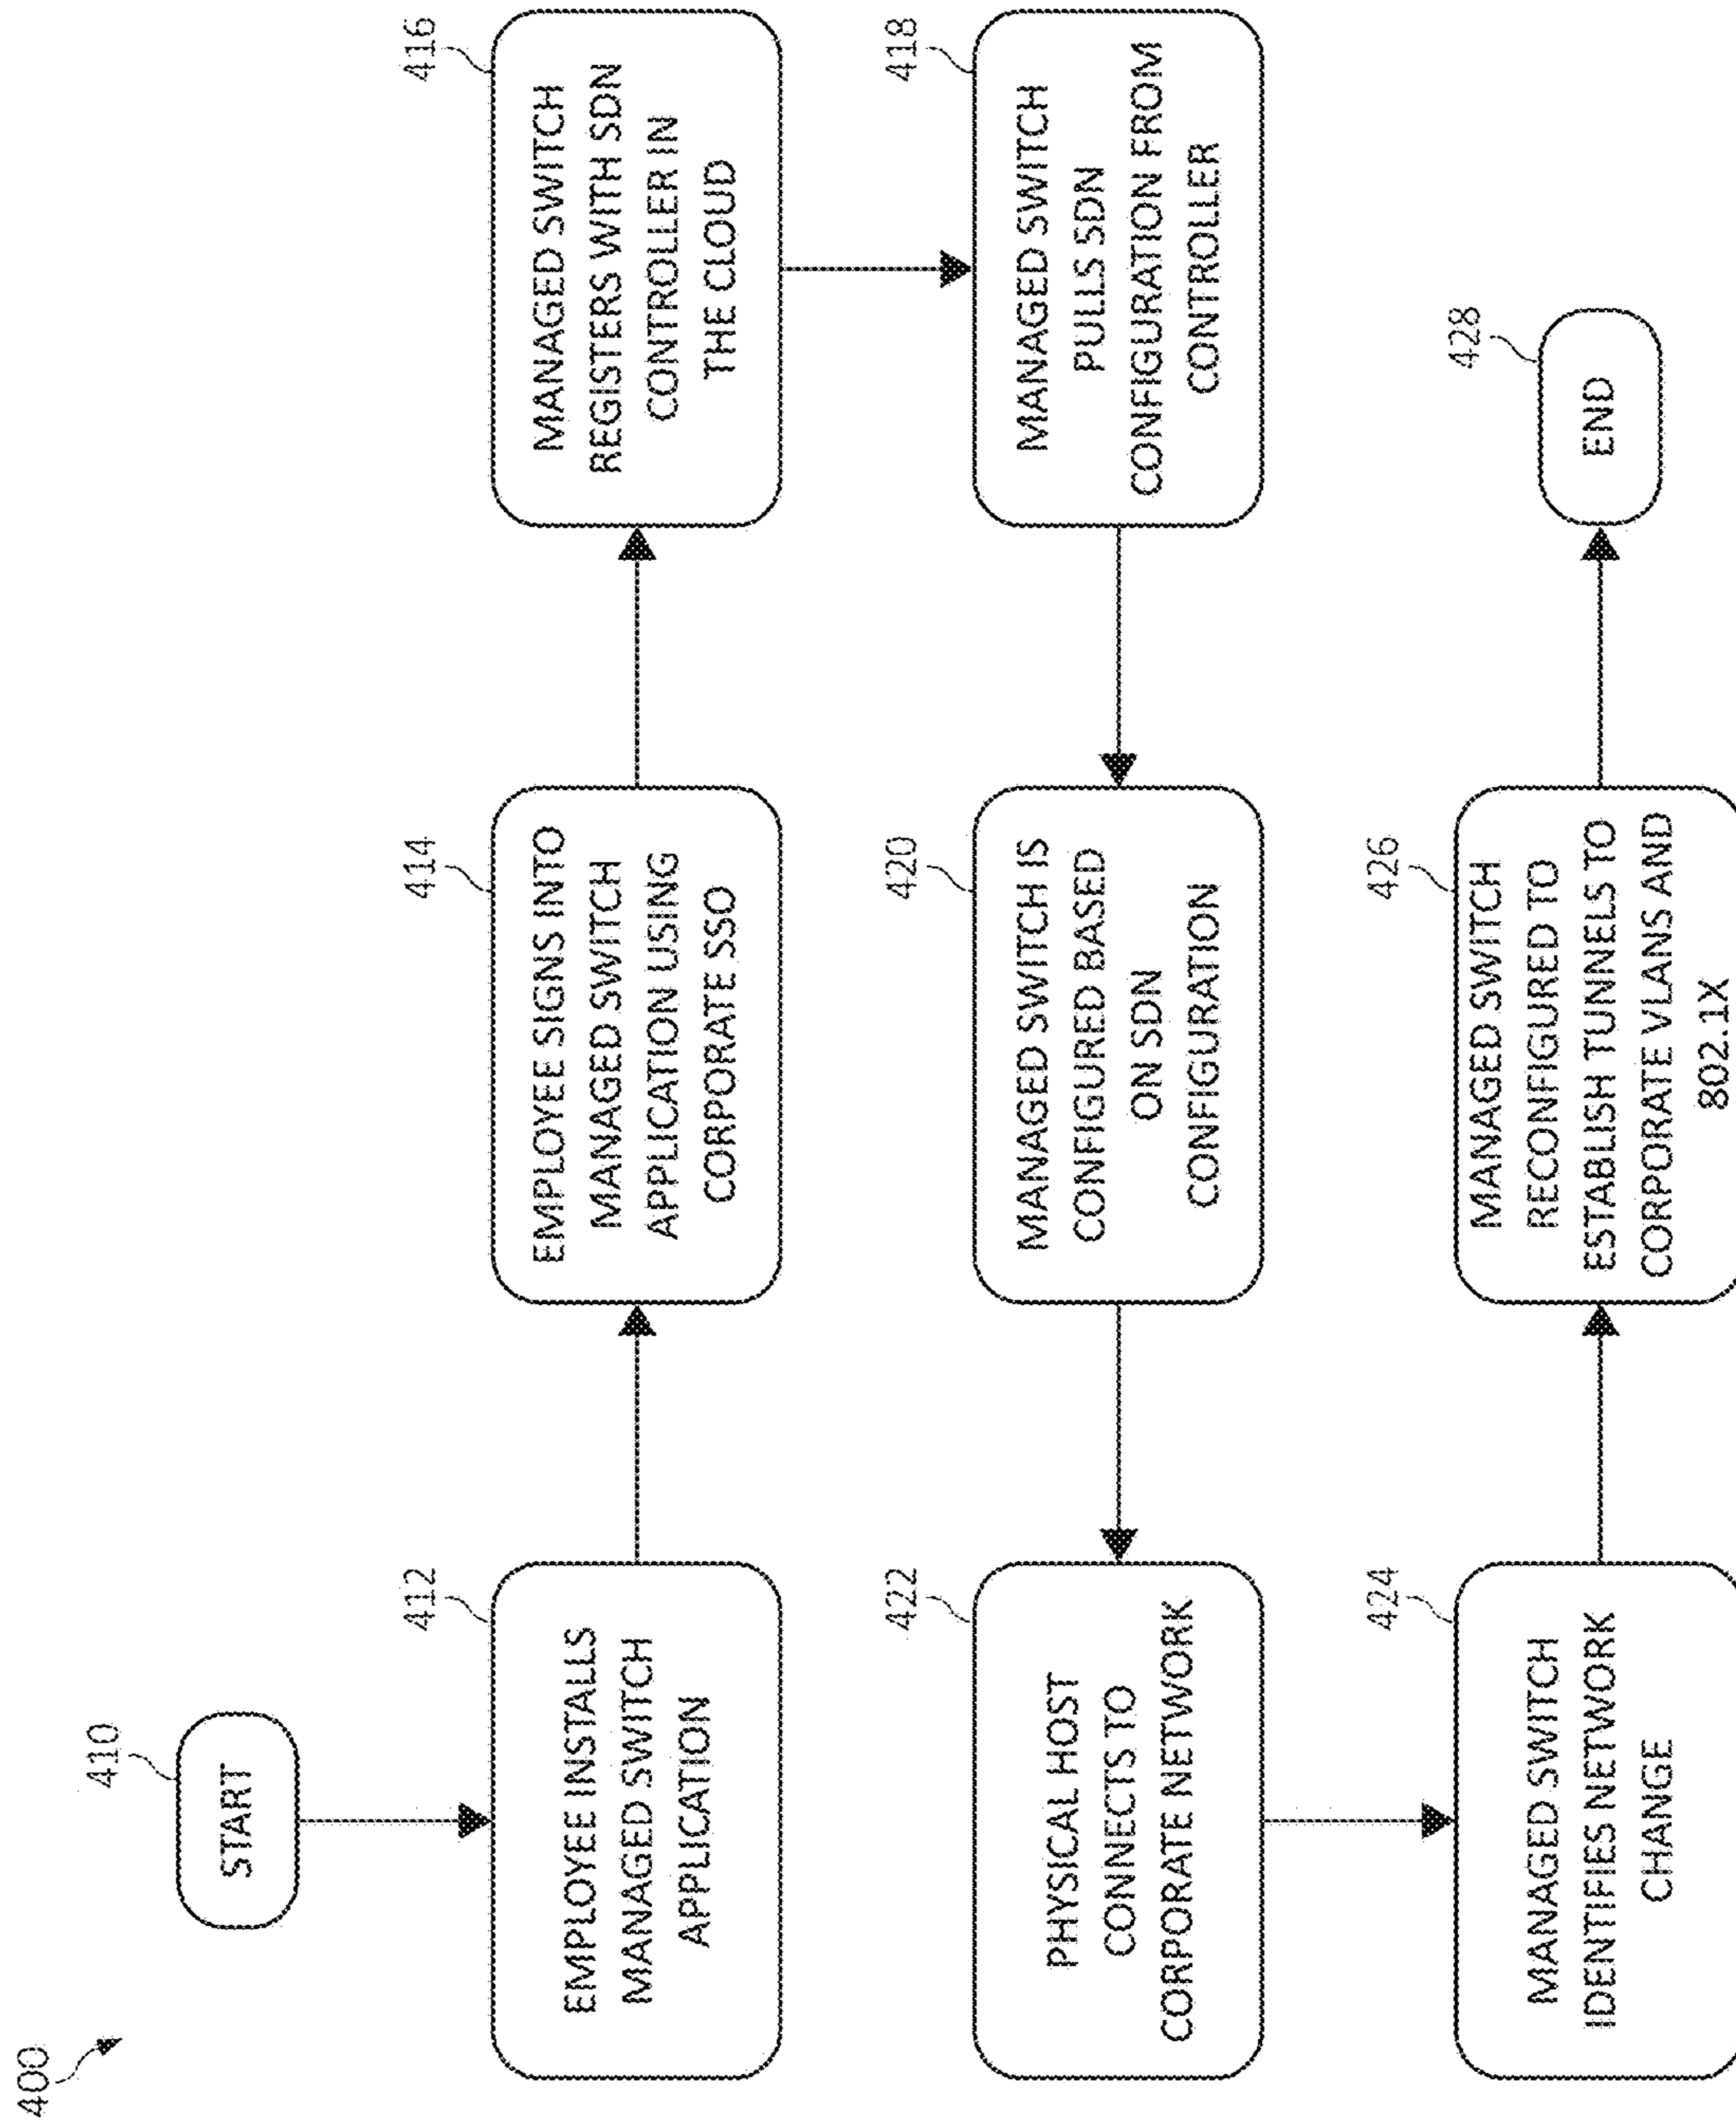 400
410
START
412
EMPLOYEE INSTALLS
MANAGED SWITCH
APPLICATION
414
EMPLOYEE SIGNS INTO
MANAGED SWITCH
APPLICATION USING
CORPORATE SSO
416
MANAGED SWITCH
REGISTERS WITH SDN
CONTROLLER IN
THE CLOUD
418
MANAGED SWITCH
PULLS SDN
CONFIGURATION FROM
CONTROLLER
420
MANAGED SWITCH IS
CONFIGURED BASED
ON SDN
CONFIGURATION
422
PHYSICAL HOST
CONNECTS TO
CORPORATE NETWORK
424
MANAGED SWITCH
IDENTIFIES NETWORK
CHANGE
426
MANAGED SWITCH
RECONFIGURED TO
ESTABLISH TUNNELS TO
CORPORATE VLANS AND
802.1X
428
END